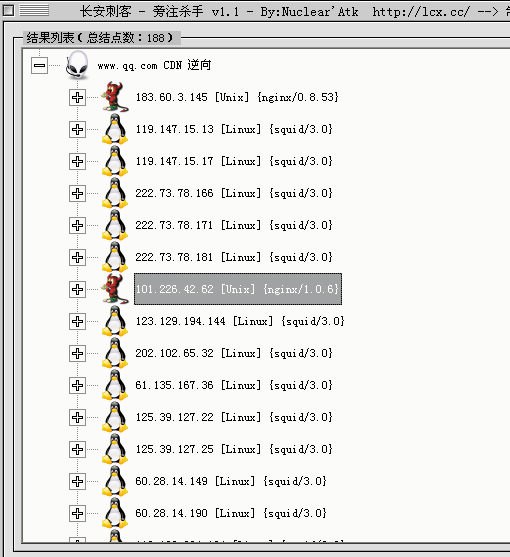 长安刺客 - 旁注杀手 v1.1 - By:Nuclear'Atk http://lcx.cc/ -->
结果列表（总结点数：188）
www.qq.com CDN 逆向
183.60.3.145 [Unix] {nginx/0.8.53}
119.147.15.13 [Linux] {squid/3.0}
119.147.15.17 [Linux] {squid/3.0}
222.73.78.166 [Linux] {squid/3.0}
222.73.78.171 [Linux] {squid/3.0}
222.73.78.181 [Linux] {squid/3.0}
101.226.42.62 [Unix] {nginx/1.0.6}
123.129.194.144 [Linux] {squid/3.0}
202.102.65.32 [Linux] {squid/3.0}
61.135.167.36 [Linux] {squid/3.0}
125.39.127.22 [Linux] {squid/3.0}
125.39.127.25 [Linux] {squid/3.0}
60.28.14.149 [Linux] {squid/3.0}
60.28.14.190 [Linux] {squid/3.0}